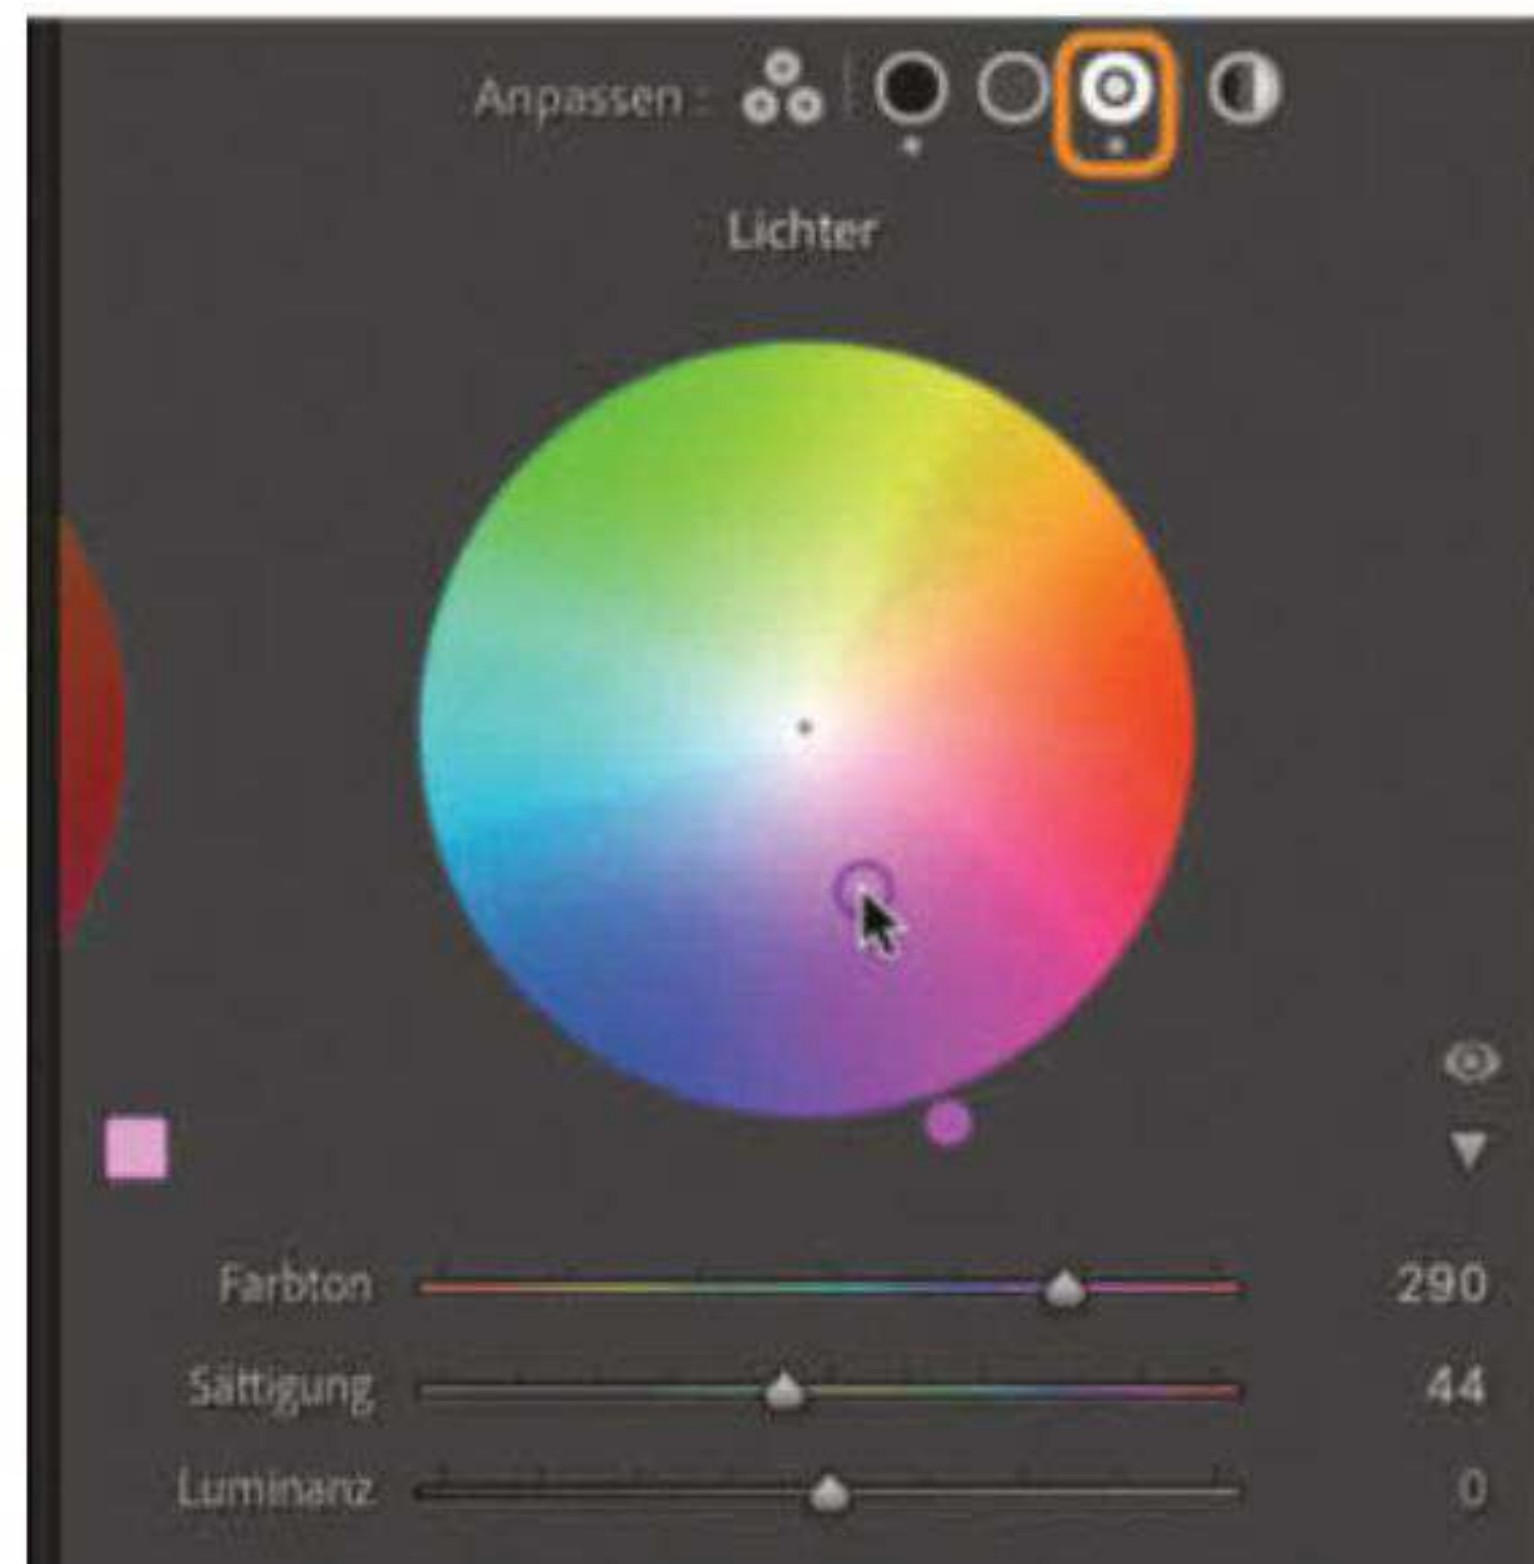 Anpassen :
Lichter
Farbton 290
Sättigung 44
Luminanz 0